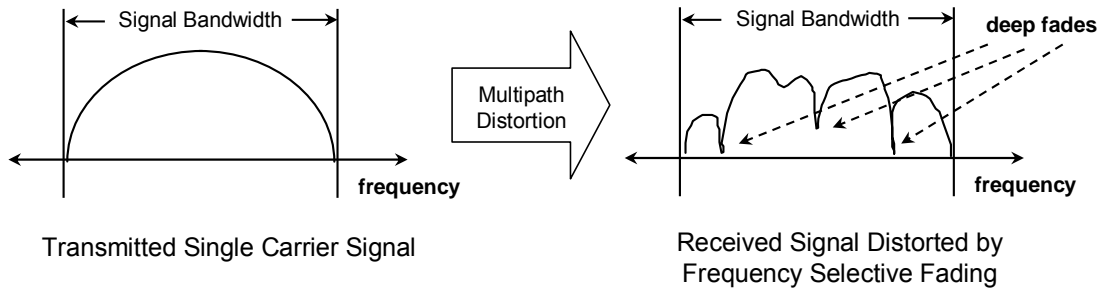 Signal Bandwidth
Signal Bandwidth
deep fades
Multipath
Distortion
frequency
frequency
Transmitted Single Carrier Signal
Received Signal Distorted by
Frequency Selective Fading